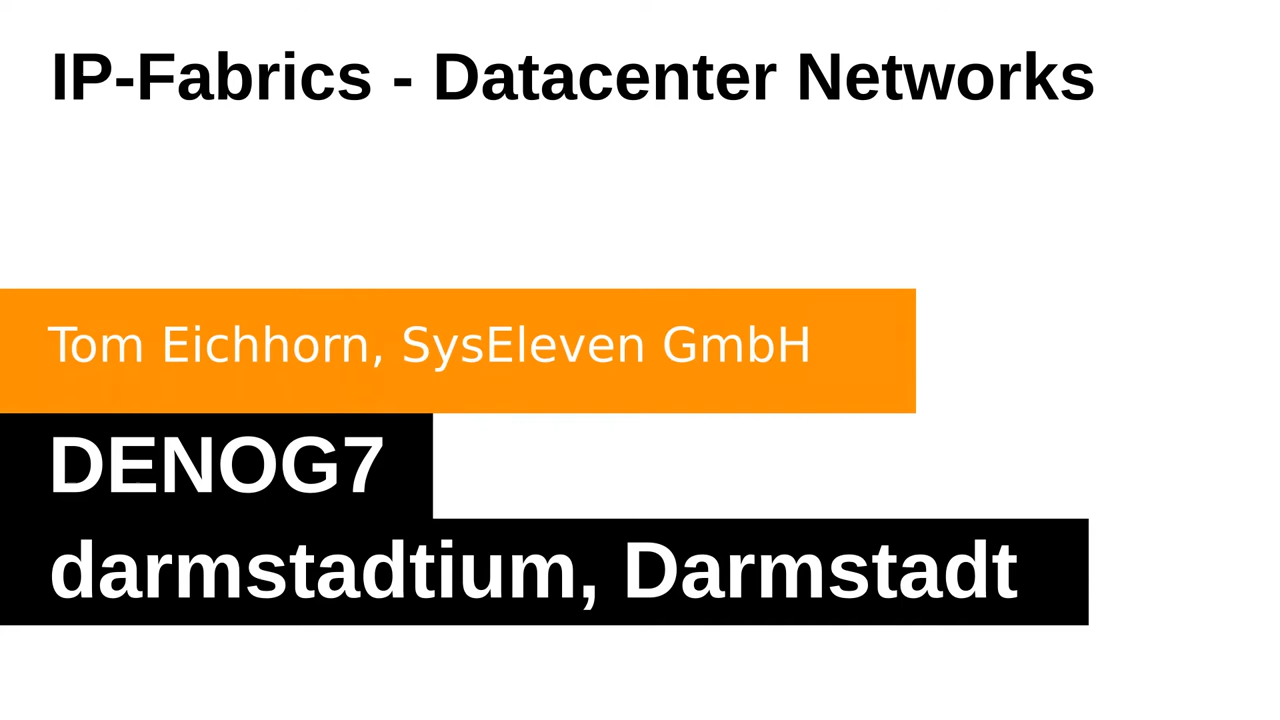 IP-Fabrics - Datacenter Networks
Tom Eichhorn, SysEleven GmbH
DENOG7
darmstadtium, Darmstadt